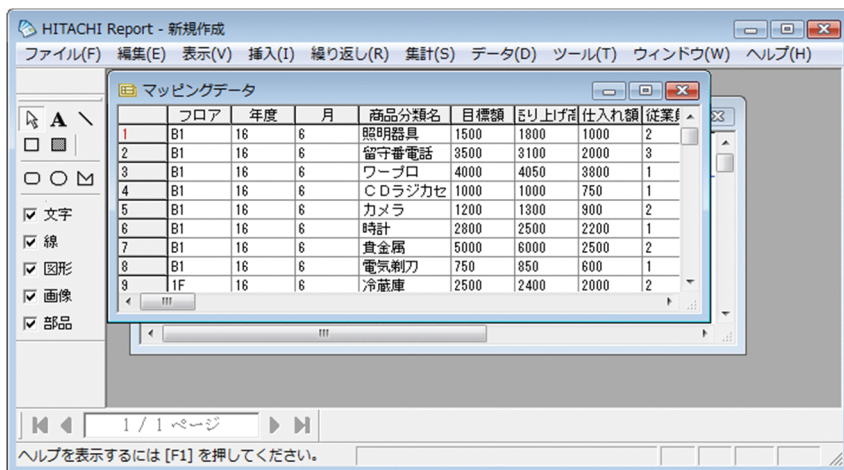 HITACHI Report - 新規作成
ファイル(F) 編集(E) 表示(V) 挿入(I) 繰り返し(R) 集計(S) データ(D) ツール(T) ウィンドウ(W) ヘルプ(H)
マッピングデータ
フロア 年度 月 商品分類名 目標額 売り上げ高 仕入れ額 従業員
1 B1 16 6 照明器具 1500 1800 1000 2
2 B1 16 6 留守番電話 3500 3100 2000 3
3 B1 16 6 ワープロ 4000 4050 3800 1
4 B1 16 6 CDラジカセ 1000 1000 750 1
5 B1 16 6 カメラ 1200 1300 900 2
6 B1 16 6 時計 2800 2500 2200 1
7 B1 16 6 貴金属 5000 6000 2500 2
8 B1 16 6 電気剃刀 750 850 600 1
9 1F 16 6 冷蔵庫 2500 2400 2000 2
A
文字
線
図形
画像
部品
1 / 1 ページ
ヘルプを表示するには [F1] を押してください。